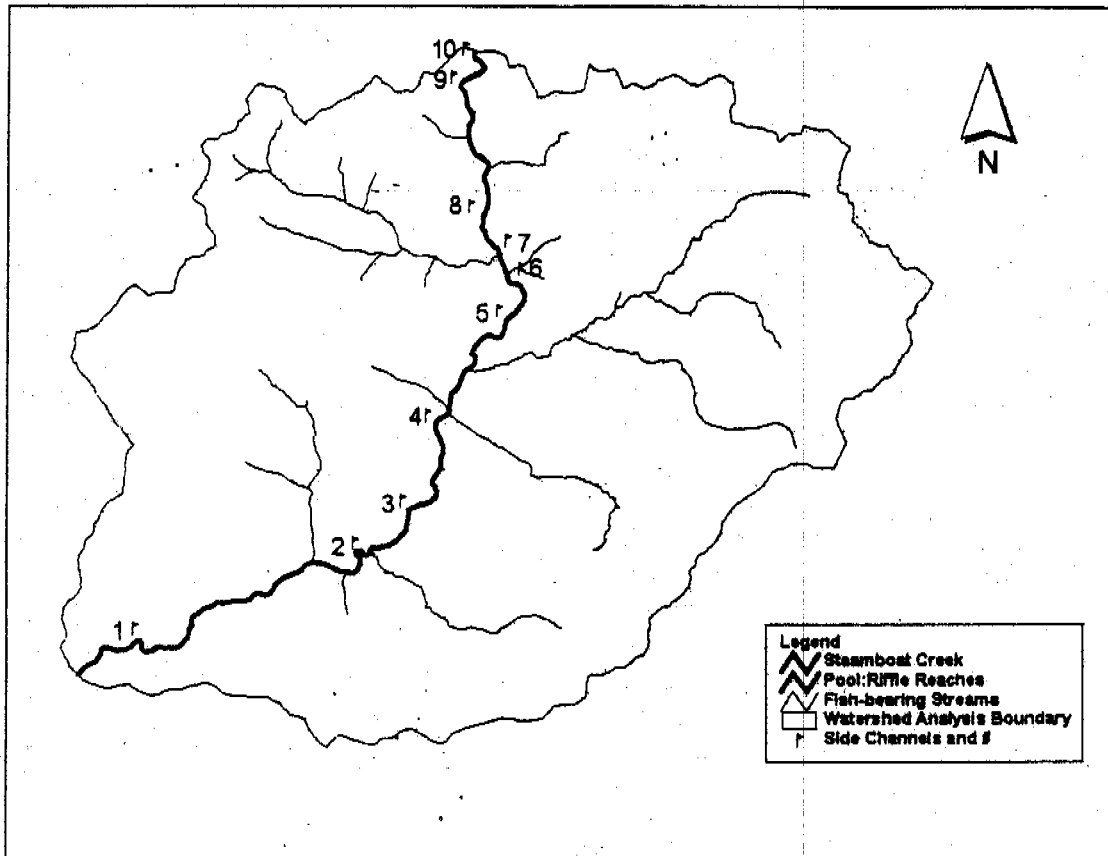 10
9
N
8
7
6
5
4
3
2
1
Legend
Steamboat Creek
Pool:Riffle Reaches
Fish-bearing Streams
Watershed Analysis Boundary
Side Channels and #